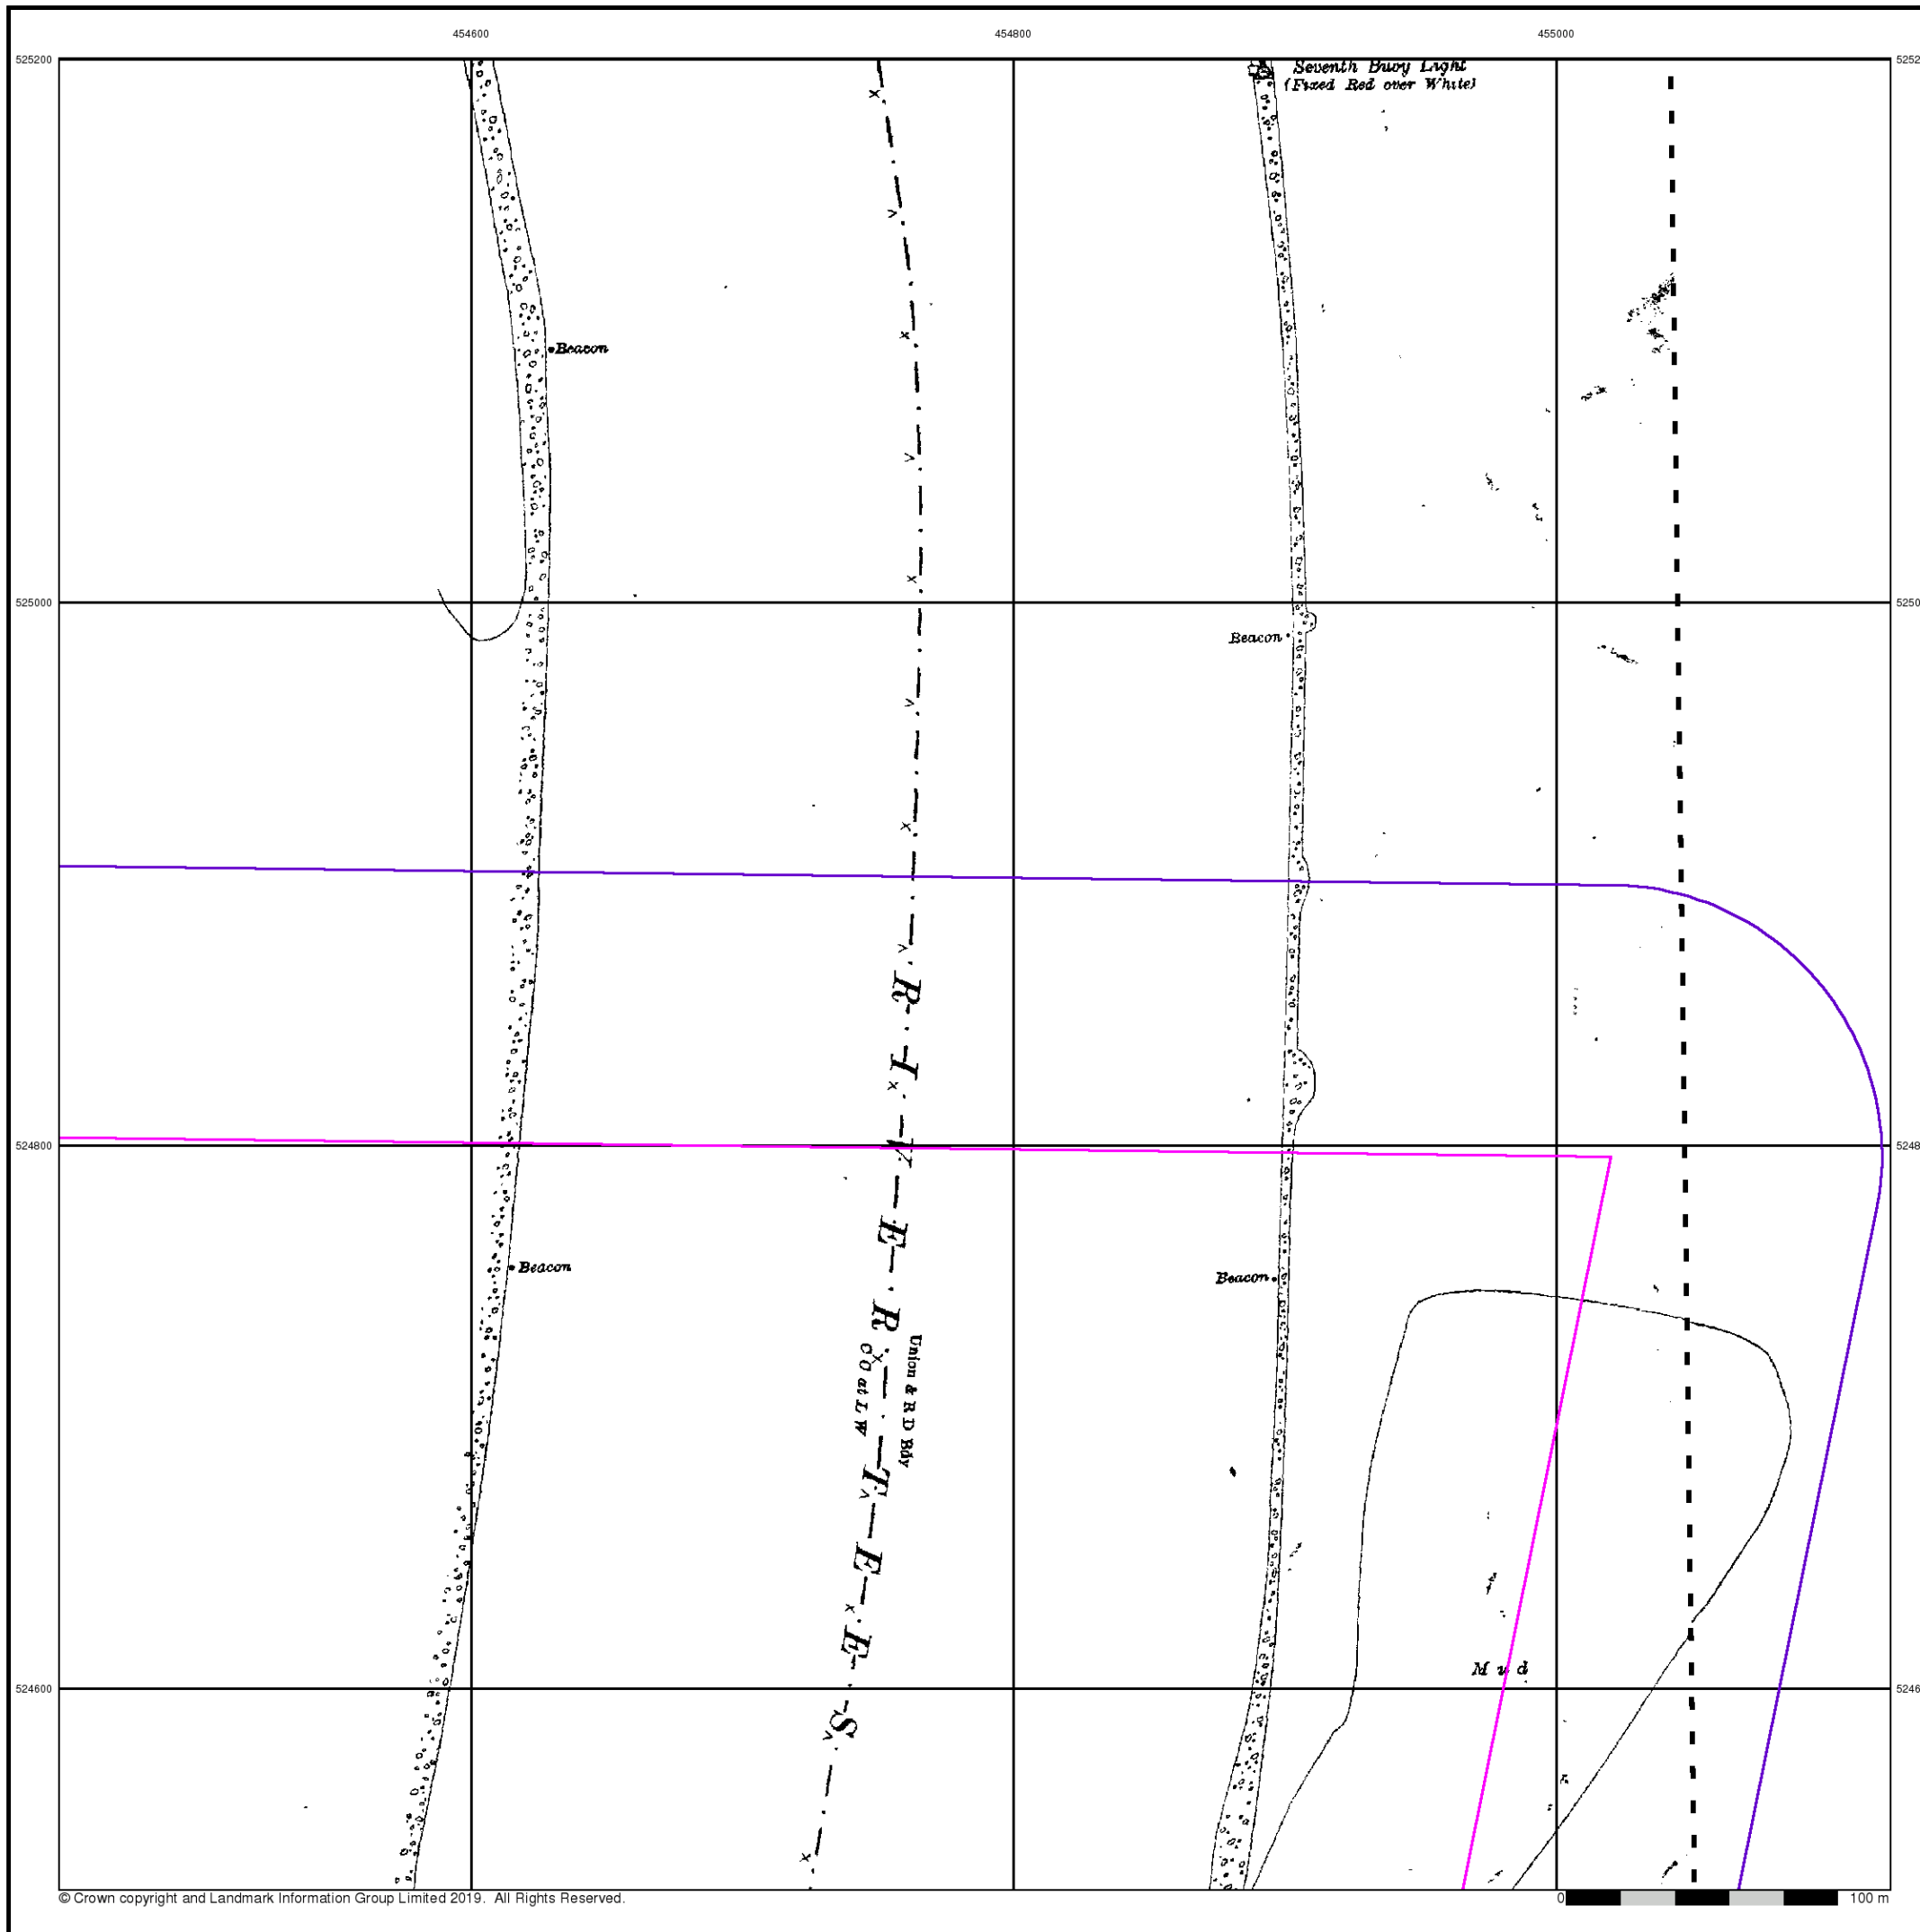 454600 454800 455000
525200 5252
Seventh Buoy Light
(Fixed Red over White)
Beacon
525000 5250
Beacon
RIVER TEES
524800 5248
Beacon
Beacon
Union & R D Bdy
C O at L W
Mud
524600 5246
© Crown copyright and Landmark Information Group Limited 2019. All Rights Reserved.
0 100 m